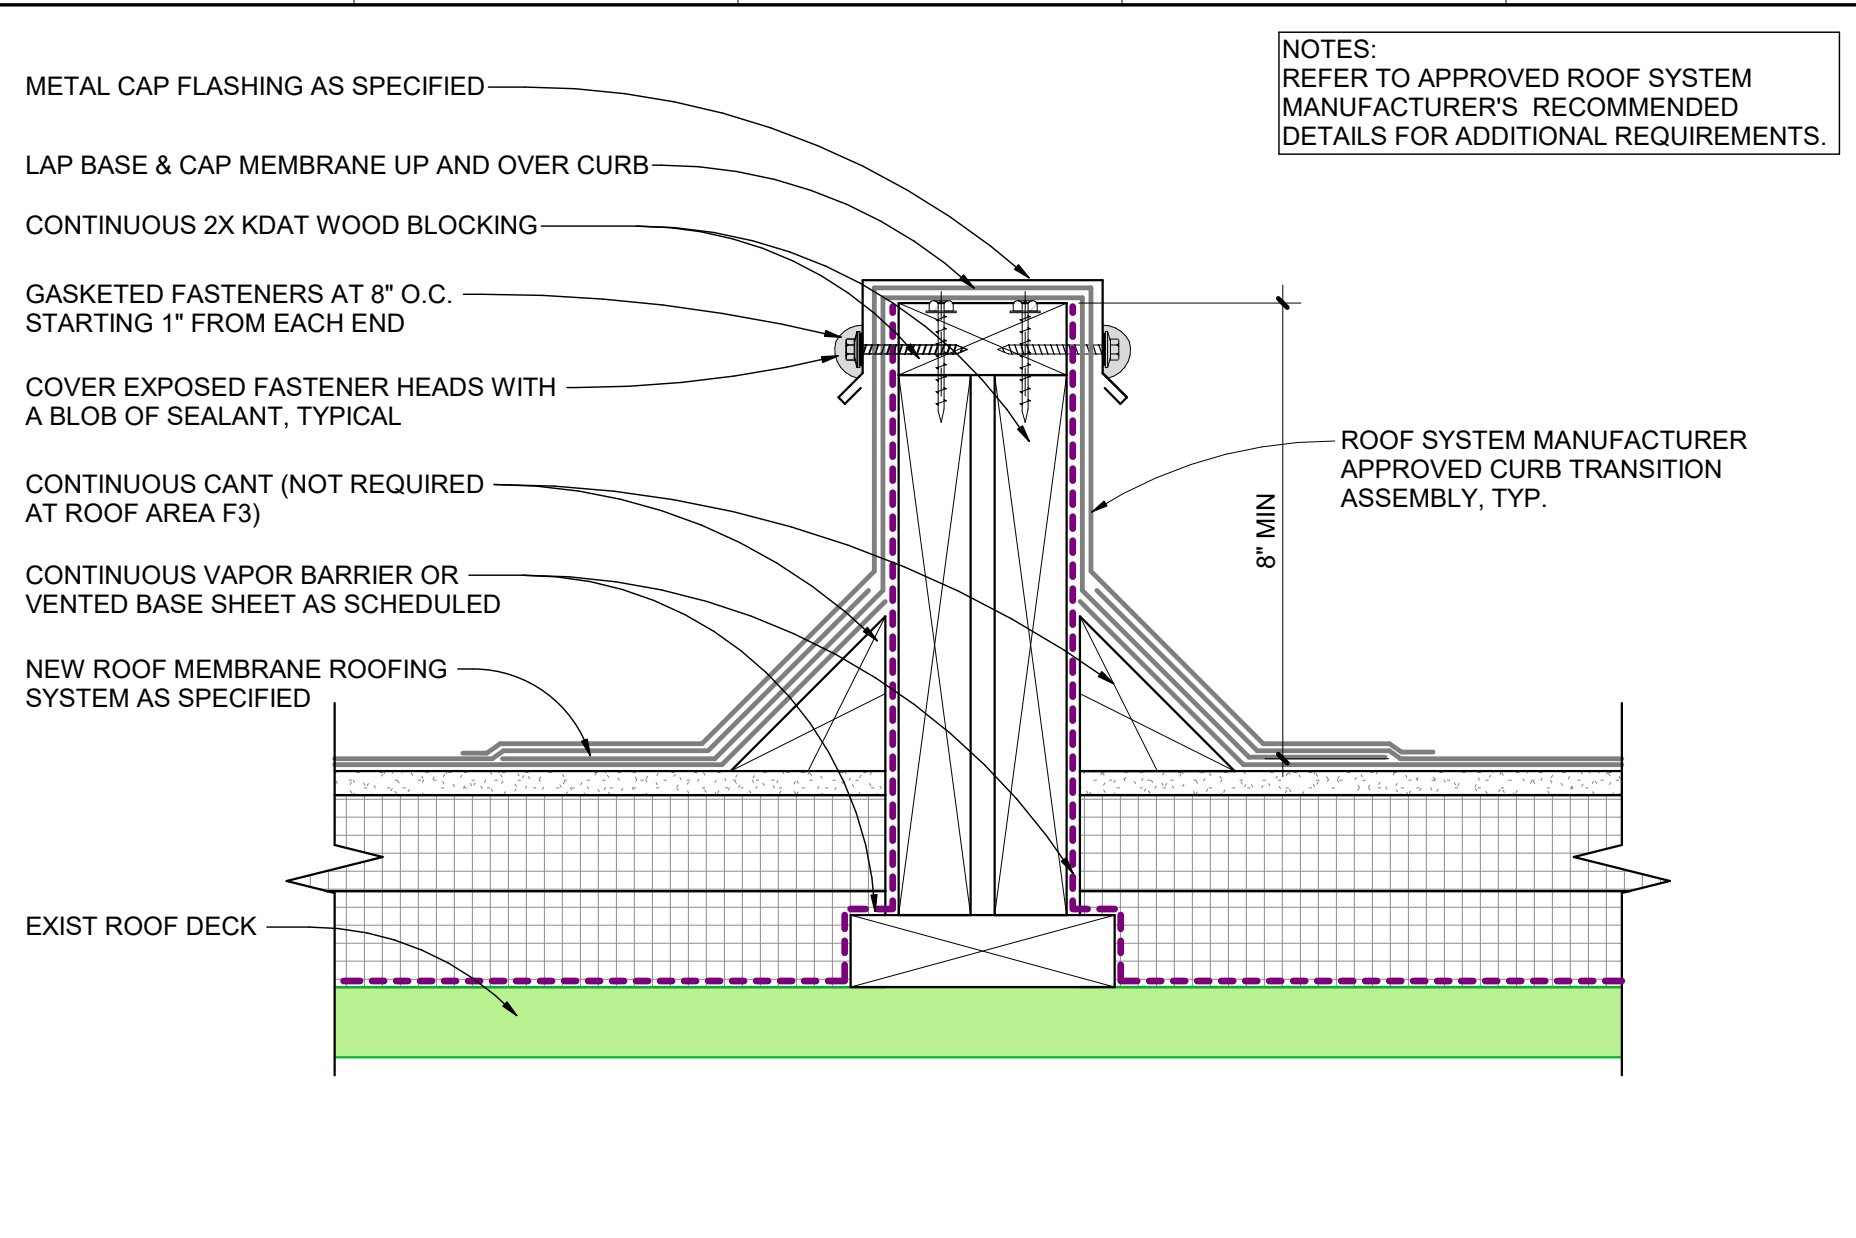 METAL CAP FLASHING AS SPECIFIED
LAP BASE & CAP MEMBRANE UP AND OVER CURB
CONTINUOUS 2X KDAT WOOD BLOCKING
GASKETED FASTENERS AT 8" O.C.
STARTING 1" FROM EACH END
COVER EXPOSED FASTENER HEADS WITH
A BLOB OF SEALANT, TYPICAL
CONTINUOUS CANT (NOT REQUIRED
AT ROOF AREA F3)
CONTINUOUS VAPOR BARRIER OR
VENTED BASE SHEET AS SCHEDULED
NEW ROOF MEMBRANE ROOFING
SYSTEM AS SPECIFIED
EXIST ROOF DECK
NOTES:
REFER TO APPROVED ROOF SYSTEM
MANUFACTURER'S  RECOMMENDED
DETAILS FOR ADDITIONAL REQUIREMENTS.
ROOF SYSTEM MANUFACTURER
APPROVED CURB TRANSITION
ASSEMBLY, TYP.
8" MIN